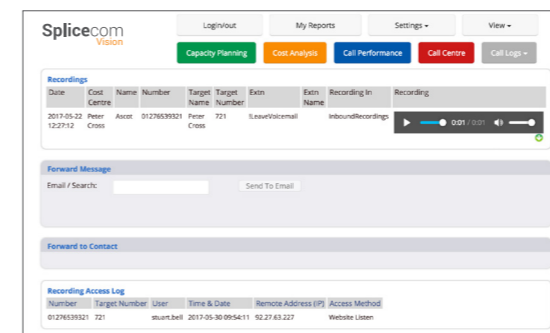 Splicecom
Vision
Login/out My Reports Settings View
Capacity Planning Cost Analysis Call Performance Call Centre Call Logs
Recordings
Date Cost Centre Name Number Target Name Target Number Extn Extn Name Recording In Recording
2017-05-22 12:27:12 Peter Cross Ascot 01276539321 Peter Cross 721 !LeaveVoicemail InboundRecordings 0:01 / 0:01
Forward Message
Email / Search: Send To Email
Forward to Contact
Recording Access Log
Number Target Number User Time & Date Remote Address (IP) Access Method
01276539321 721 stuart.bell 2017-05-30 09:54:11 92.27.63.227 Website Listen